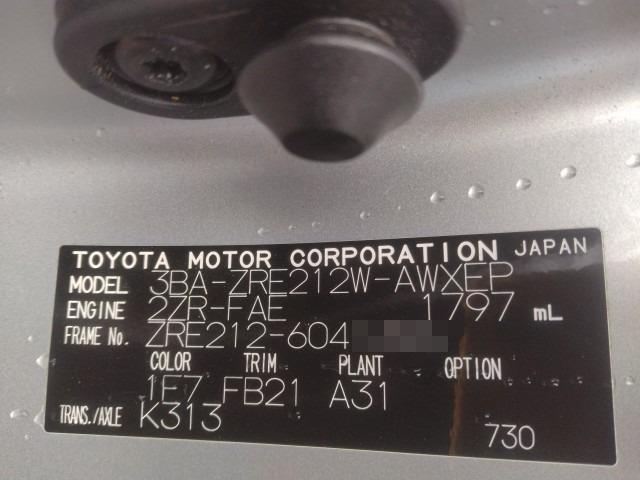 TOYOTA MOTOR CORPORATION JAPAN
MODEL 3BA-ZRE212W-AWXEP
ENGINE 2ZR-FAE 1797 mL
FRAME No. ZRE212-604
COLOR TRIM PLANT OPTION
1F7 FB21 A31
TRANS./AXLE K313
730